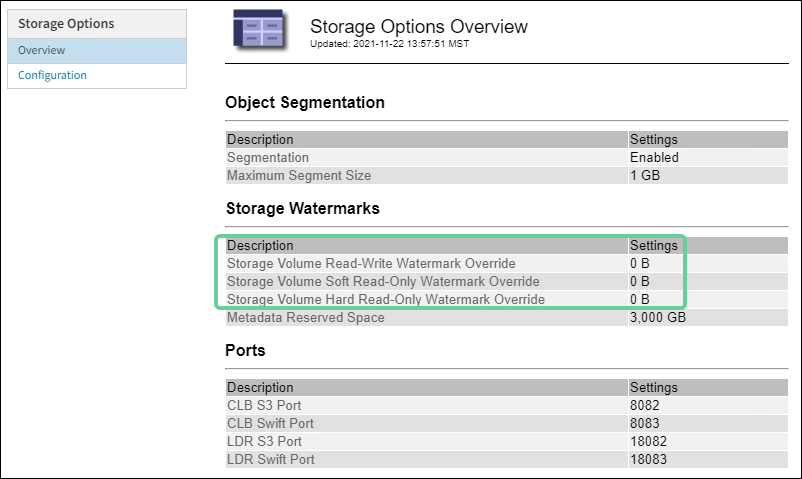 Storage Options
Overview
Configuration
Storage Options Overview
Updated: 2021-11-22 13:57:51 MST
Object Segmentation
Description Settings
Segmentation Enabled
Maximum Segment Size 1 GB
Storage Watermarks
Description Settings
Storage Volume Read-Write Watermark Override 0 B
Storage Volume Soft Read-Only Watermark Override 0 B
Storage Volume Hard Read-Only Watermark Override 0 B
Metadata Reserved Space 3,000 GB
Ports
Description Settings
CLB S3 Port 8082
CLB Swift Port 8083
LDR S3 Port 18082
LDR Swift Port 18083